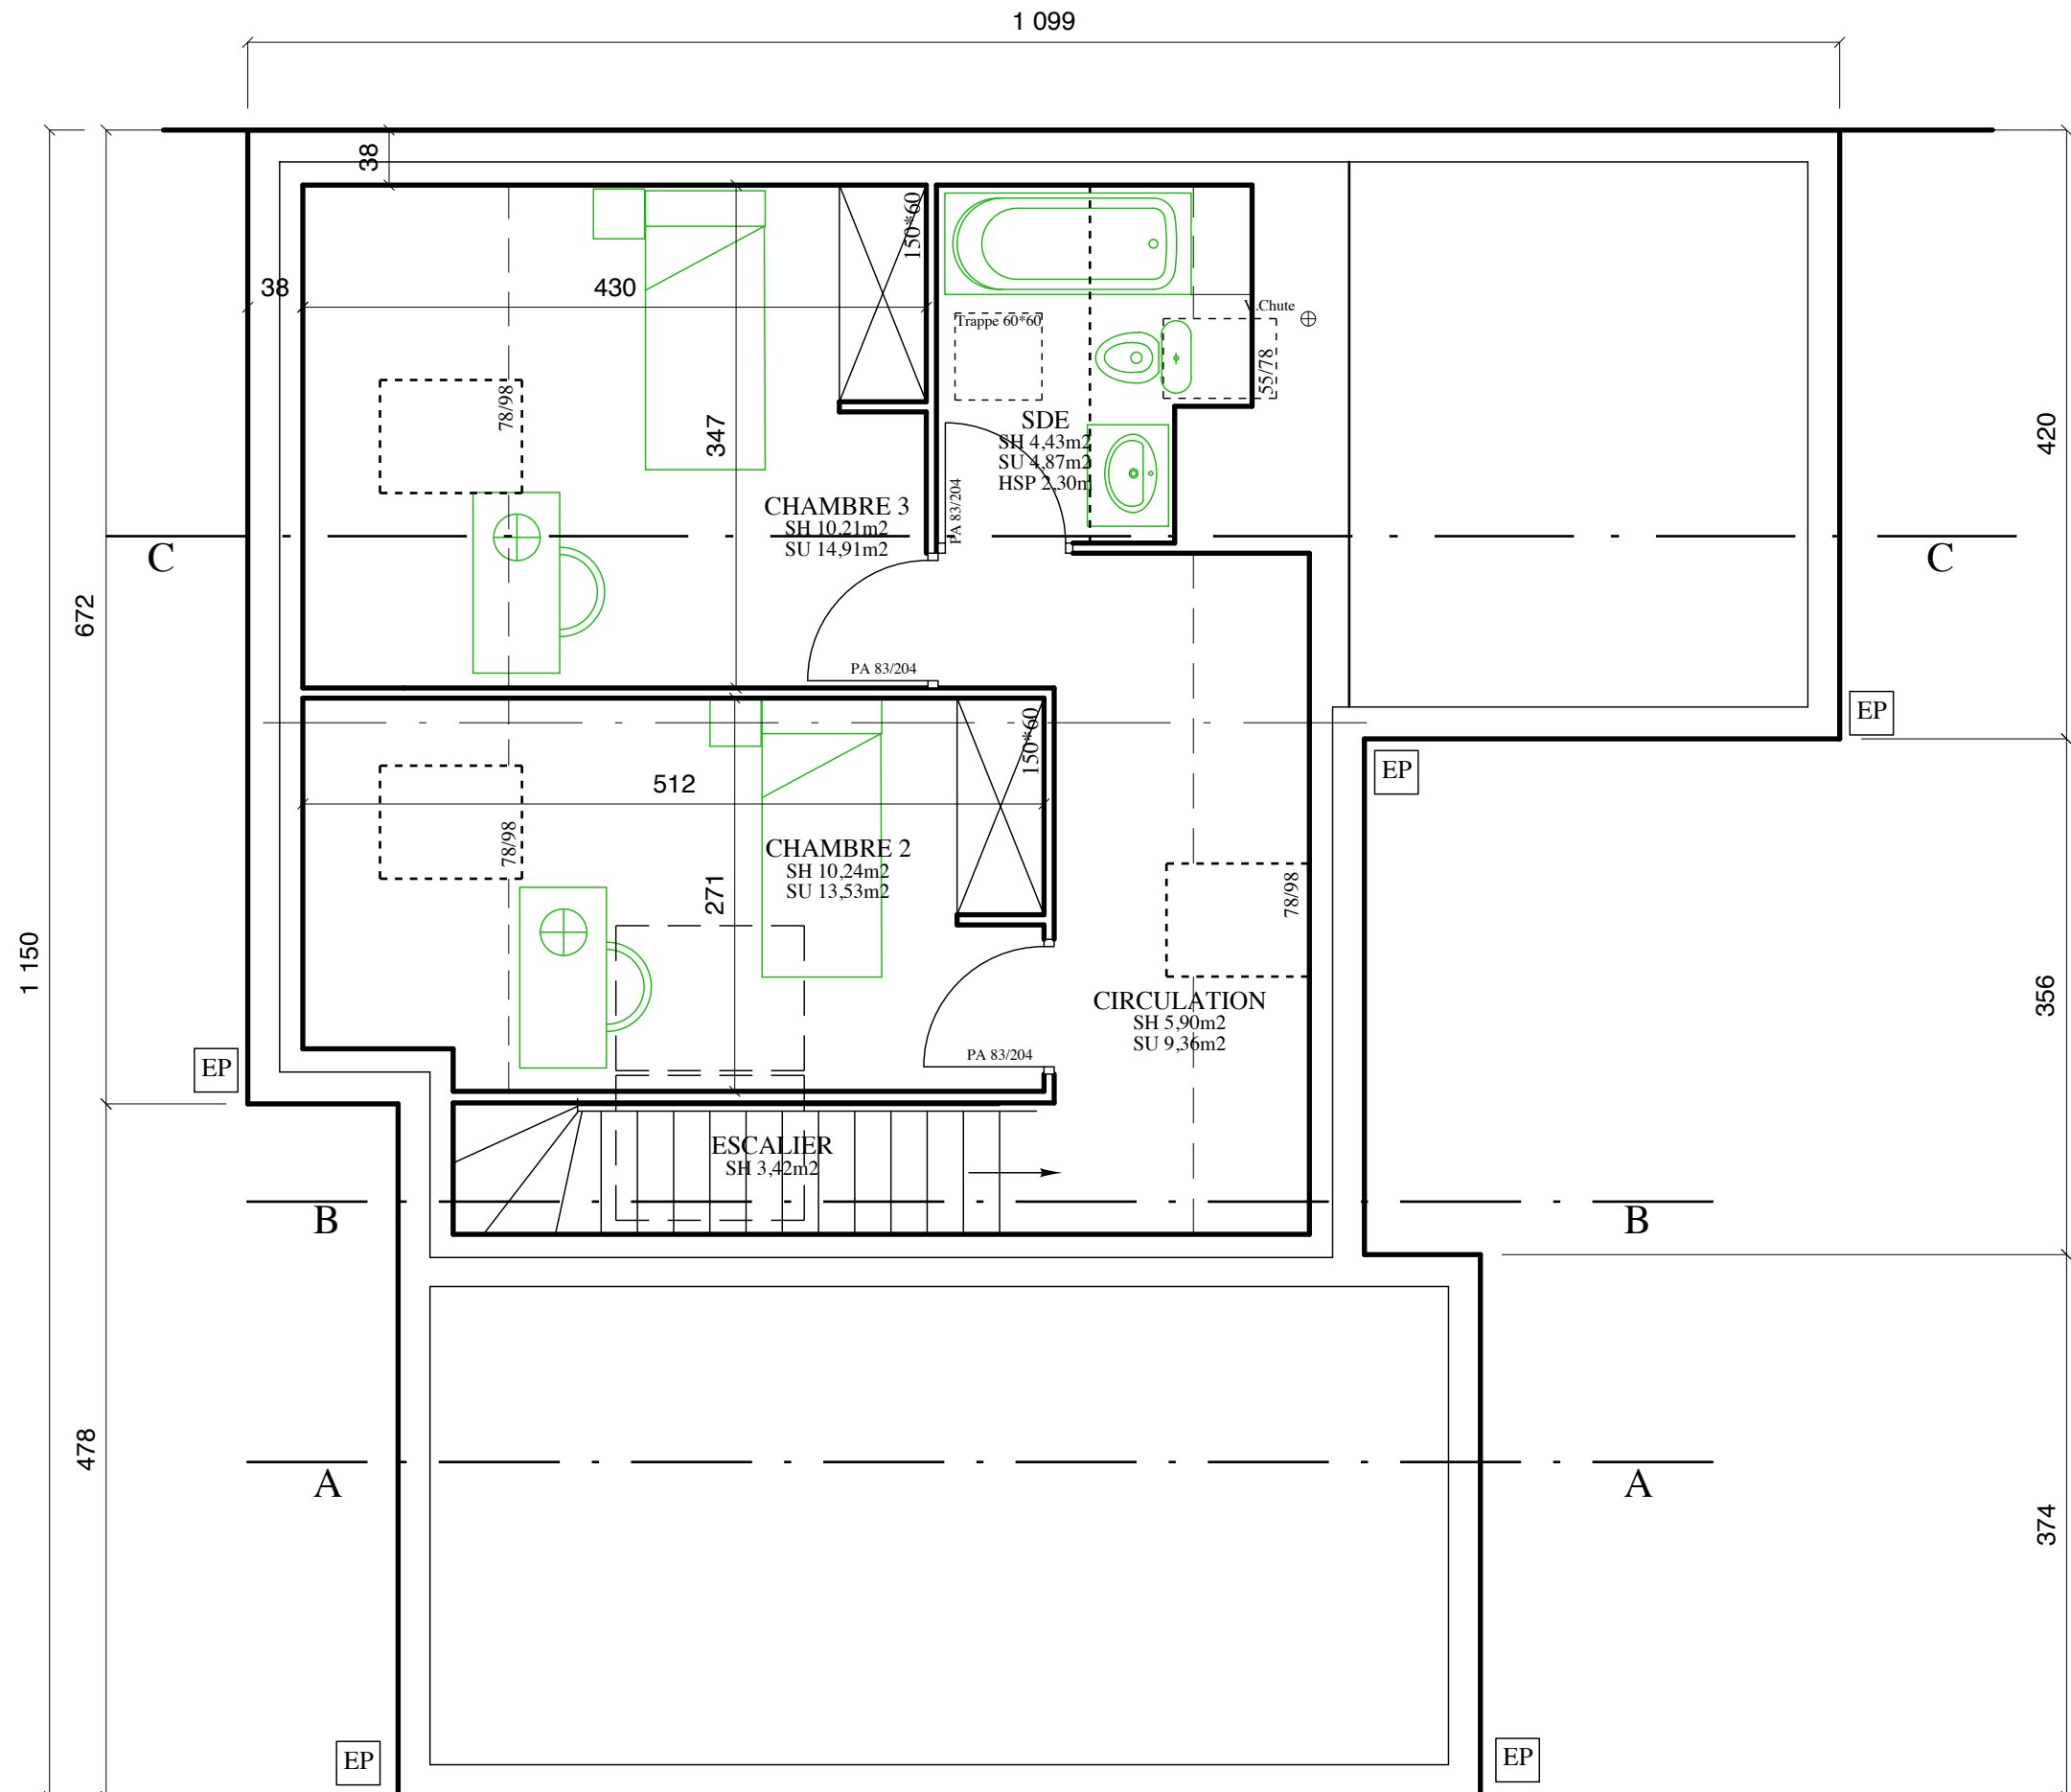 1 099
38
150*60
38
430
V.Chute
Trappe 60*60
55/78
78/98
347
SDE
SH 4,43m2
SU 4,87m2
HSP 2,30m
420
PA 83/204
CHAMBRE 3
SH 10,21m2
SU 14,91m2
C
C
672
PA 83/204
EP
150*60
EP
512
78/98
CHAMBRE 2
SH 10,24m2
SU 13,53m2
271
78/98
1 150
CIRCULATION
SH 5,90m2
SU 9,36m2
356
EP
PA 83/204
ESCALIER
SH 3,42m2
B
B
478
A
A
374
EP
EP